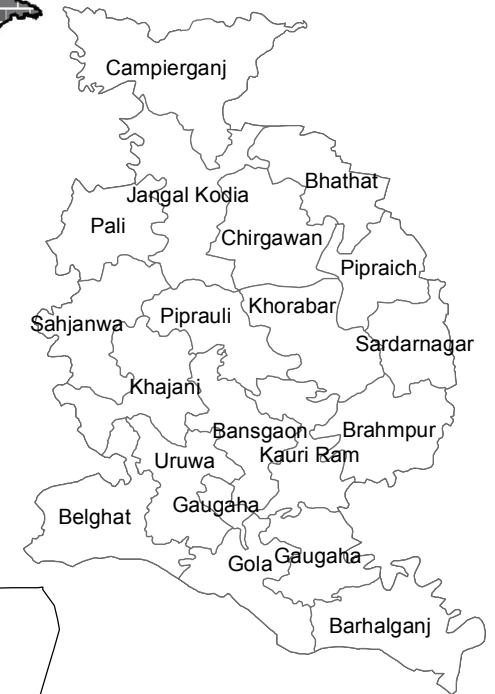 Campierganj
Bhathat
Jangal Kodia
Pali
Chirgawan
Pipraich
Khorabar
Piprauli
Sahjanwa
Sardarnagar
Khajani
Bansgaon
Brahmpur
Kauri Ram
Uruwa
Gaugaha
Belghat
Gola
Gaugaha
Barhalganj